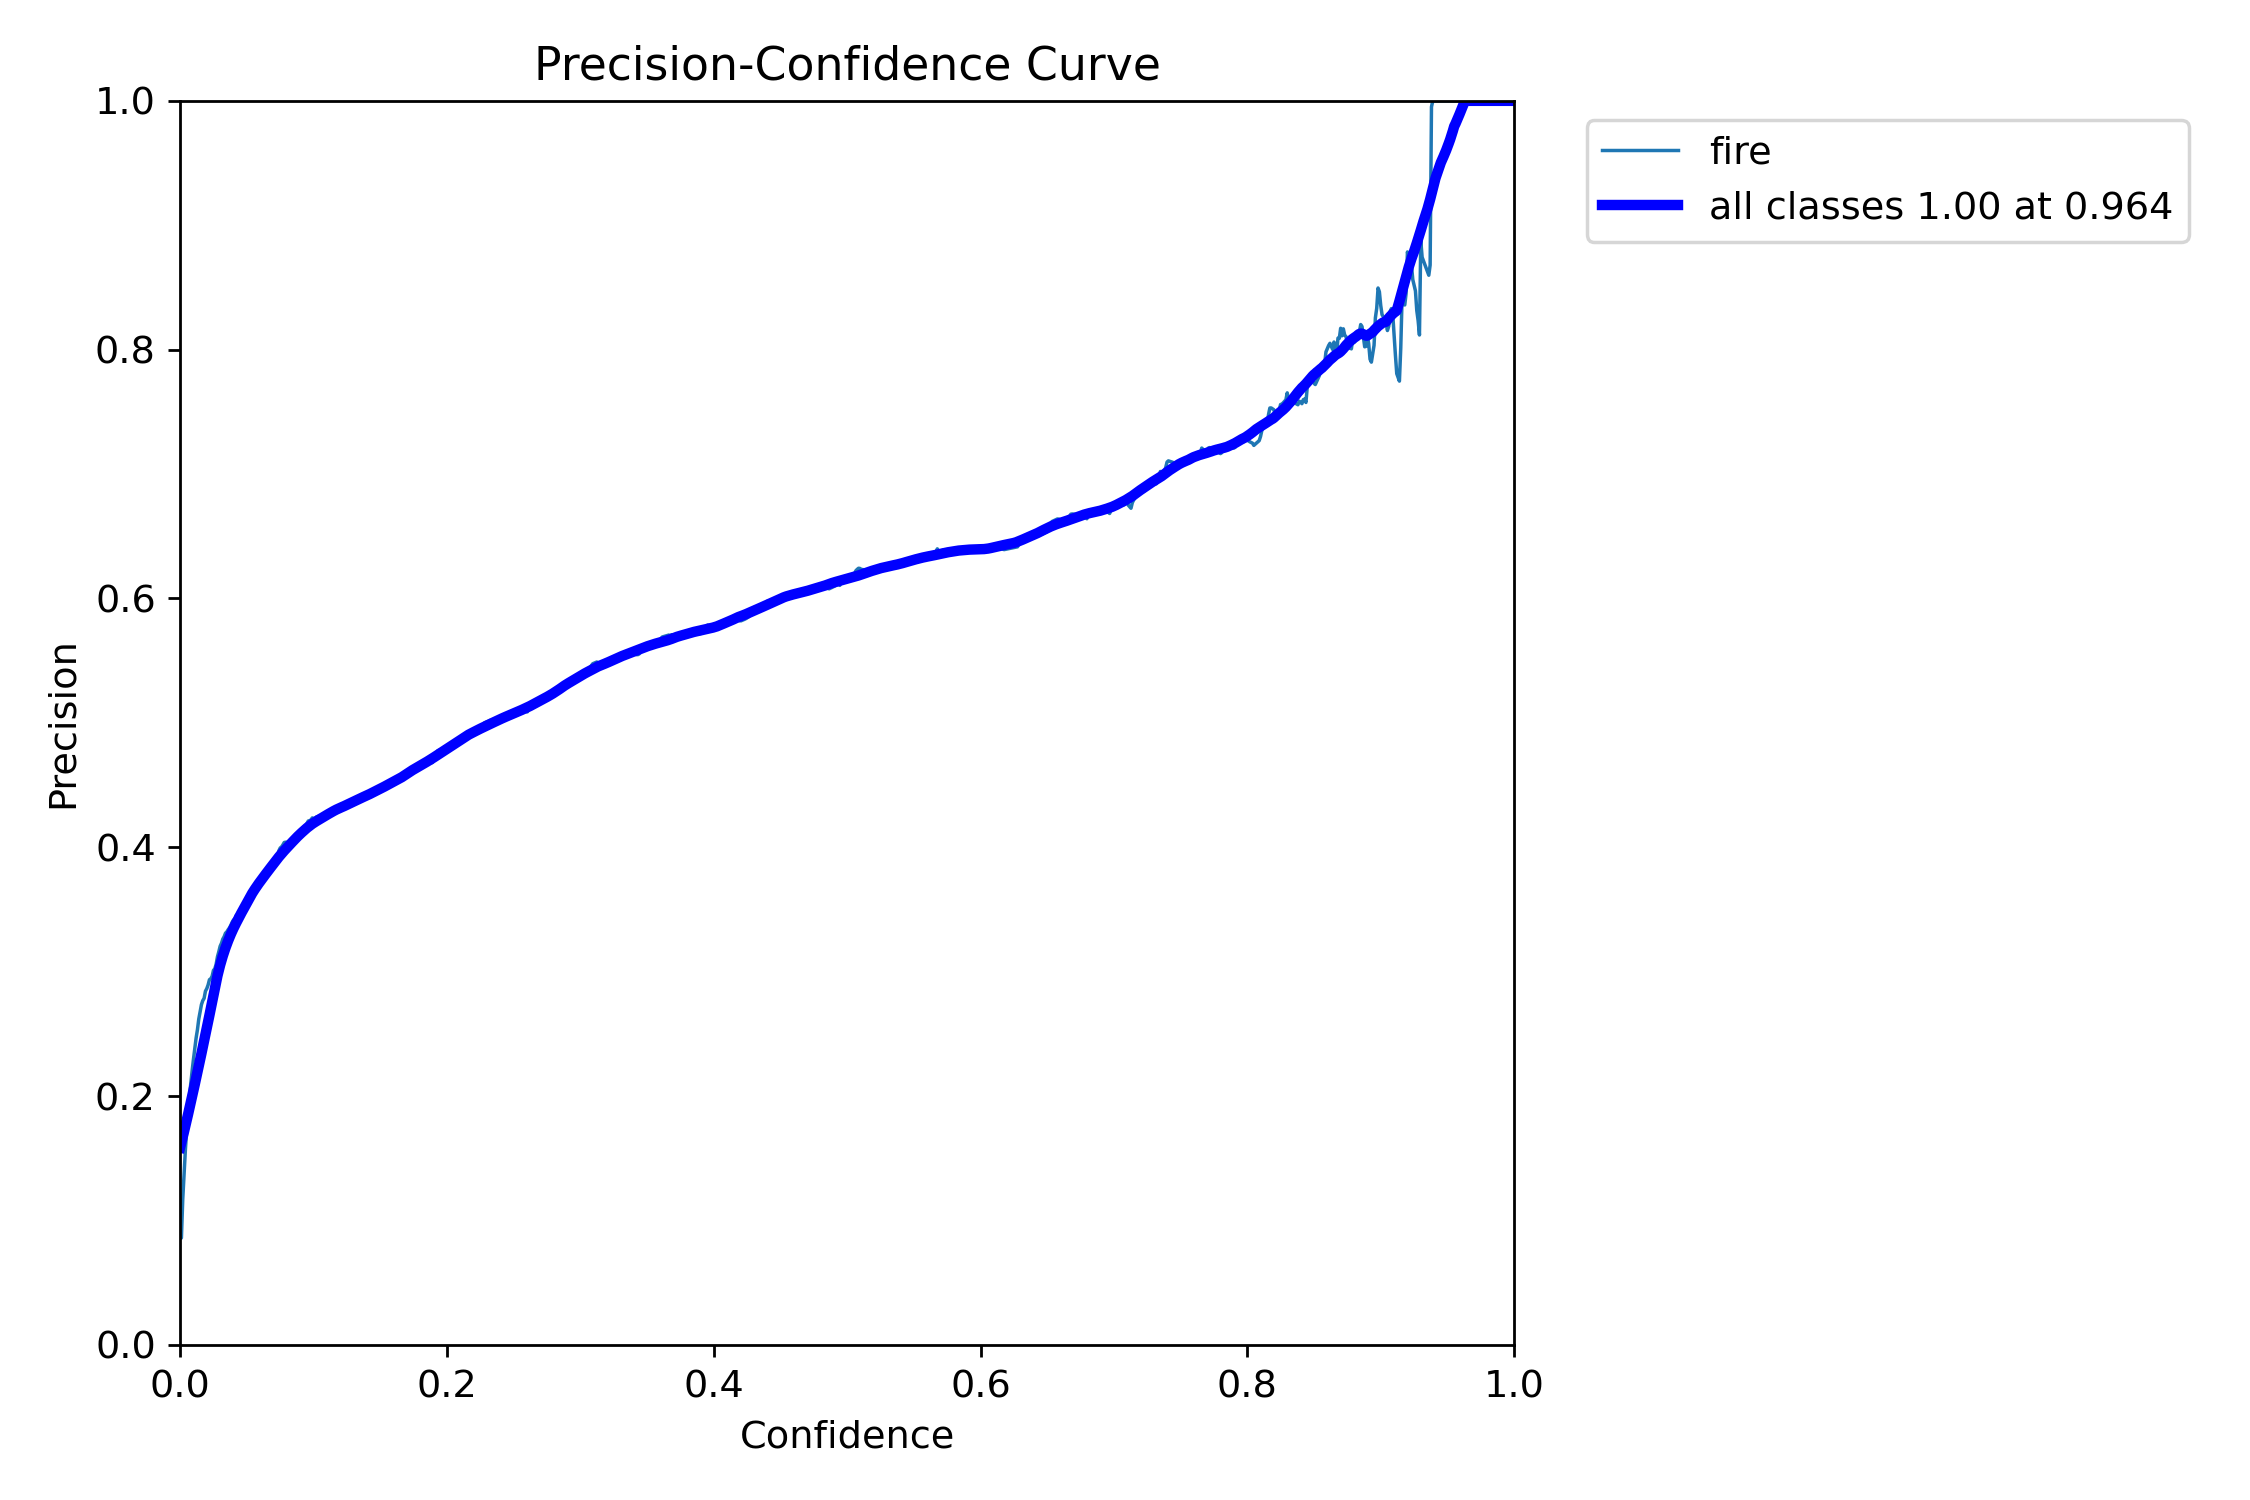 Precision-Confidence Curve
1.0
0.8
0.6
0.4
0.2
0.0
Precision
0.0 0.2 0.4 0.6 0.8 1.0
Confidence
fire
all classes 1.00 at 0.964